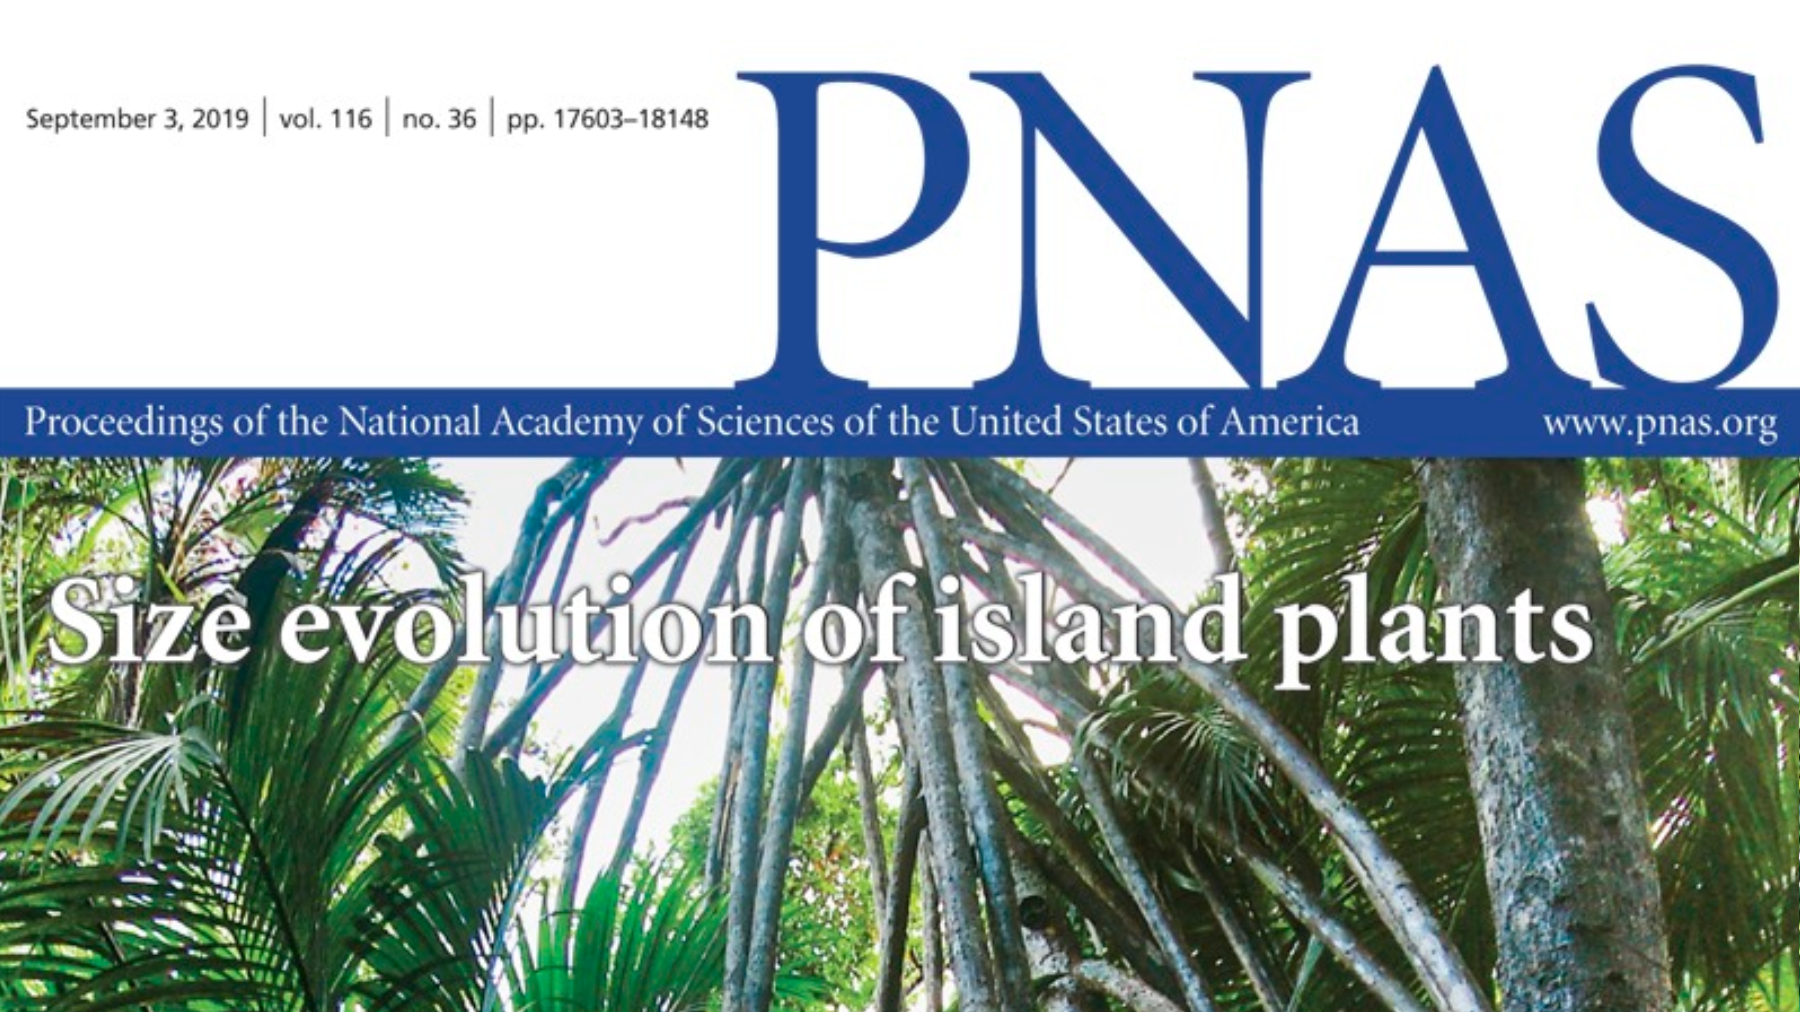 September 3, 2019 | vol. 116 | no. 36 | pp. 17603–18148
PNAS
Proceedings of the National Academy of Sciences of the United States of America www.pnas.org
Size evolution of island plants